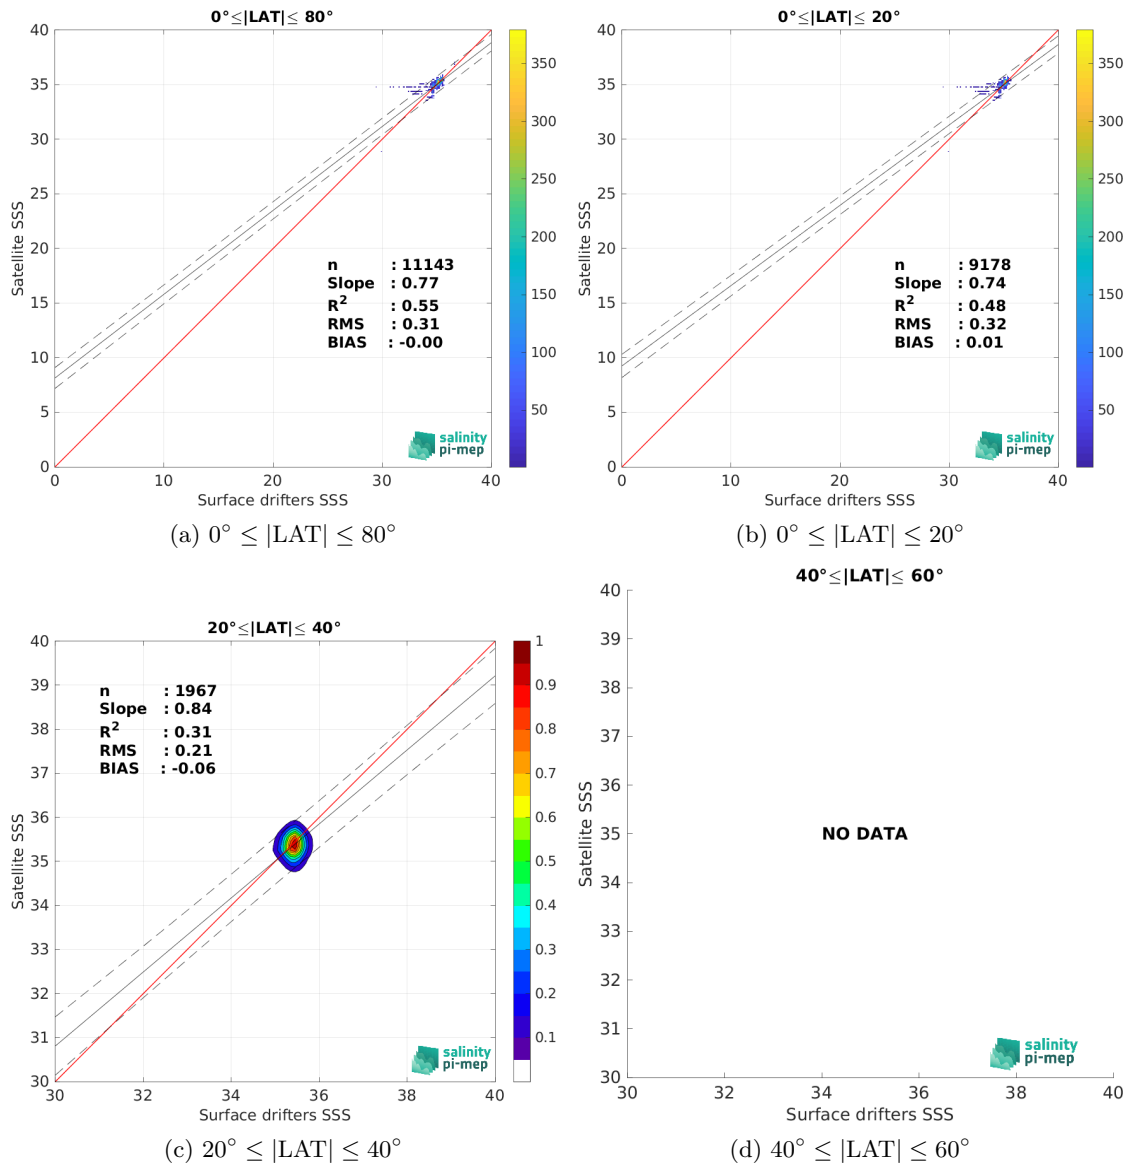 0°≤|LAT|≤ 80°
40
35
30
25
20
15
10
5
0
0
10
20
30
40
Satellite SSS
Surface drifters SSS
n : 11143
Slope : 0.77
R² : 0.55
RMS : 0.31
BIAS : -0.00
350
300
250
200
150
100
50
salinity
pi-mep
(a) 0° ≤ |LAT| ≤ 80°
0°≤|LAT|≤ 20°
40
35
30
25
20
15
10
5
0
0
10
20
30
40
Satellite SSS
Surface drifters SSS
n : 9178
Slope : 0.74
R² : 0.48
RMS : 0.32
BIAS : 0.01
350
300
250
200
150
100
50
salinity
pi-mep
(b) 0° ≤ |LAT| ≤ 20°
20°≤|LAT|≤ 40°
40
39
38
37
36
35
34
33
32
31
30
30
32
34
36
38
40
Satellite SSS
Surface drifters SSS
n : 1967
Slope : 0.84
R² : 0.31
RMS : 0.21
BIAS : -0.06
1
0.9
0.8
0.7
0.6
0.5
0.4
0.3
0.2
0.1
salinity
pi-mep
(c) 20° ≤ |LAT| ≤ 40°
40°≤|LAT|≤ 60°
40
39
38
37
36
35
34
33
32
31
30
30
32
34
36
38
40
Satellite SSS
Surface drifters SSS
NO DATA
salinity
pi-mep
(d) 40° ≤ |LAT| ≤ 60°